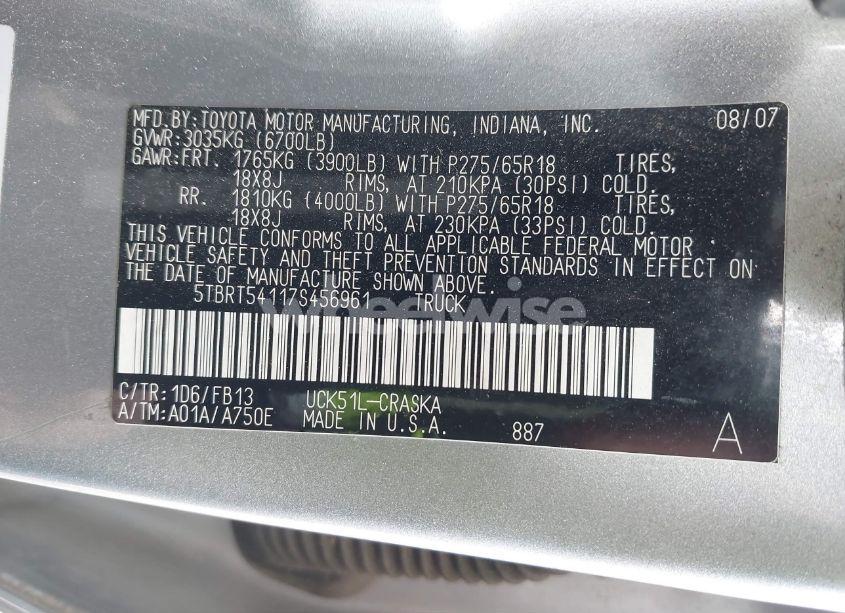 MFD.BY:TOYOTA MOTOR MANUFACTURING, INDIANA, INC. 08/07
GVWR:3035KG (6700LB)
GAWR:FRT. 1765KG (3900LB) WITH P275/65R18 TIRES,
18X8J RIMS, AT 210KPA (30PSI) COLD.
RR. 1810KG (4000LB) WITH P275/65R18 TIRES,
18X8J RIMS, AT 230KPA (33PSI) COLD.
THIS VEHICLE CONFORMS TO ALL APPLICABLE FEDERAL MOTOR
VEHICLE SAFETY AND THEFT PREVENTION STANDARDS IN EFFECT ON
THE DATE OF MANUFACTURE SHOWN ABOVE.
5TBRT54117S456961 TRUCK
wheelwise
C/TR:1D6/FB13 UCK51L-CRASKA
A/TM:A01A/A750E MADE IN U.S.A. 887 A